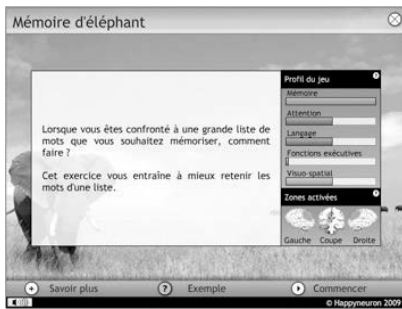 Mémoire d'éléphant
Lorsque vous êtes confronté à une grande liste de
mots que vous souhaitez mémoriser, comment
faire ?
Cet exercice vous entraîne à mieux retenir les
mots d'une liste.
Profil du jeu
Mémoire
Attention
Langage
Fonctions exécutives
Visuo-spatial
Zones activées
Gauche Coupe Droite
Savoir plus
? Exemple
Commencer
© Happyneuron 2009